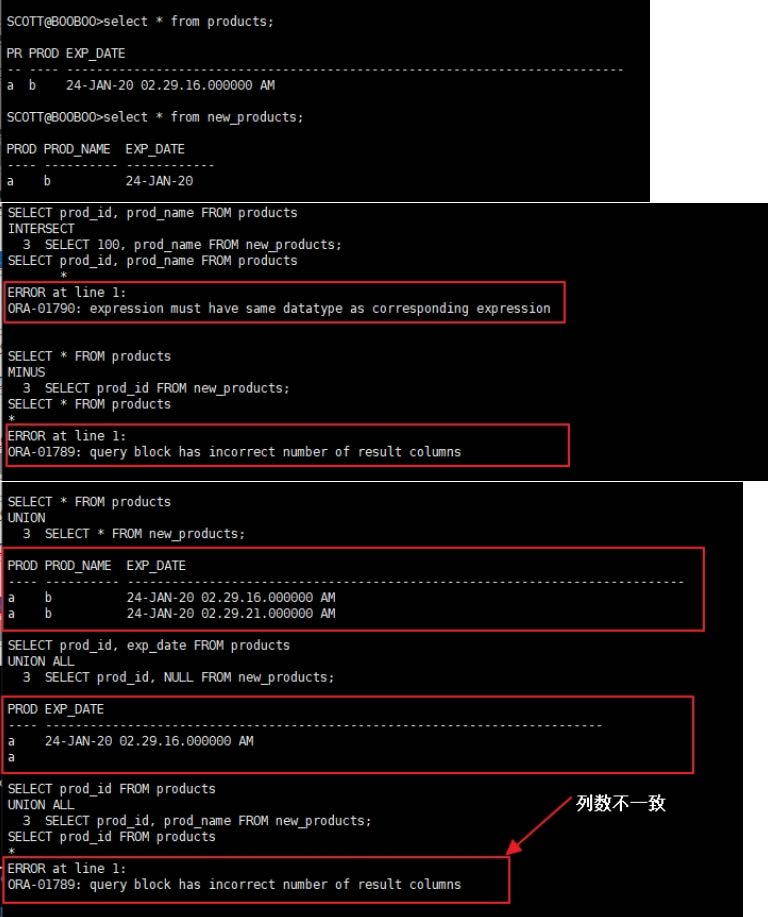 SCOTT@BOOBOO>select * from products;
PR PROD EXP_DATE
-- ---- ---------------------------------------------------------------------------
a  b    24-JAN-20 02.29.16.000000 AM
SCOTT@BOOBOO>select * from new_products;
PROD PROD_NAME  EXP_DATE
---- ---------- ------------
a    b          24-JAN-20
SELECT prod_id, prod_name FROM products
INTERSECT
  3  SELECT 100, prod_name FROM new_products;
SELECT prod_id, prod_name FROM products
       *
ERROR at line 1:
ORA-01790: expression must have same datatype as corresponding expression
SELECT * FROM products
MINUS
  3  SELECT prod_id FROM new_products;
SELECT * FROM products
*
ERROR at line 1:
ORA-01789: query block has incorrect number of result columns
SELECT * FROM products
UNION
  3  SELECT * FROM new_products;
PROD PROD_NAME  EXP_DATE
---- ---------- ---------------------------------------------------------------------------
a    b          24-JAN-20 02.29.16.000000 AM
a    b          24-JAN-20 02.29.21.000000 AM
SELECT prod_id, exp_date FROM products
UNION ALL
  3  SELECT prod_id, NULL FROM new_products;
PROD EXP_DATE
---- ---------------------------------------------------------------------------
a    24-JAN-20 02.29.16.000000 AM
a
SELECT prod_id FROM products
UNION ALL
  3  SELECT prod_id, prod_name FROM new_products;
列数不一致
SELECT prod_id FROM products
*
ERROR at line 1:
ORA-01789: query block has incorrect number of result columns